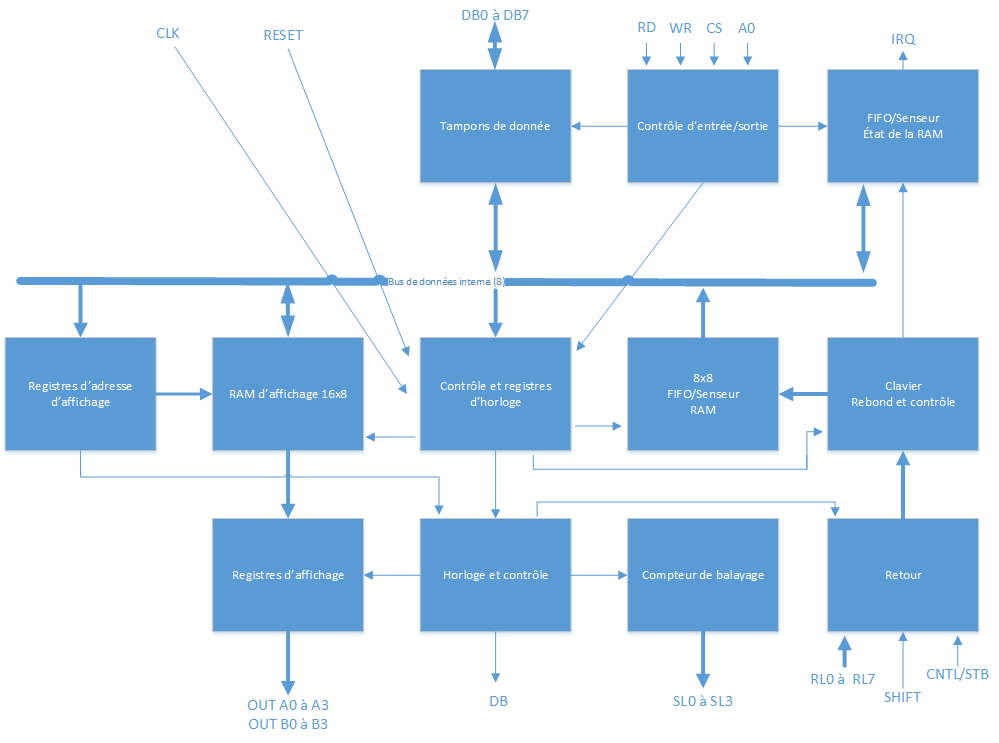 DB0 à DB7
CLK
RESET
RD
WR
CS
A0
IRQ
Tampons de donnée
Contrôle d'entrée/sortie
FIFO/Senseur
État de la RAM
Bus de données interne (8)
Registres d'adresse
d'affichage
RAM d'affichage 16x8
Contrôle et registres
d'horloge
8x8
FIFO/Senseur
RAM
Clavier
Rebond et contrôle
Registres d'affichage
Horloge et contrôle
Compteur de balayage
Retour
OUT A0 à A3
OUT B0 à B3
DB
SL0 à SL3
RL0 à RL7
SHIFT
CNTL/STB